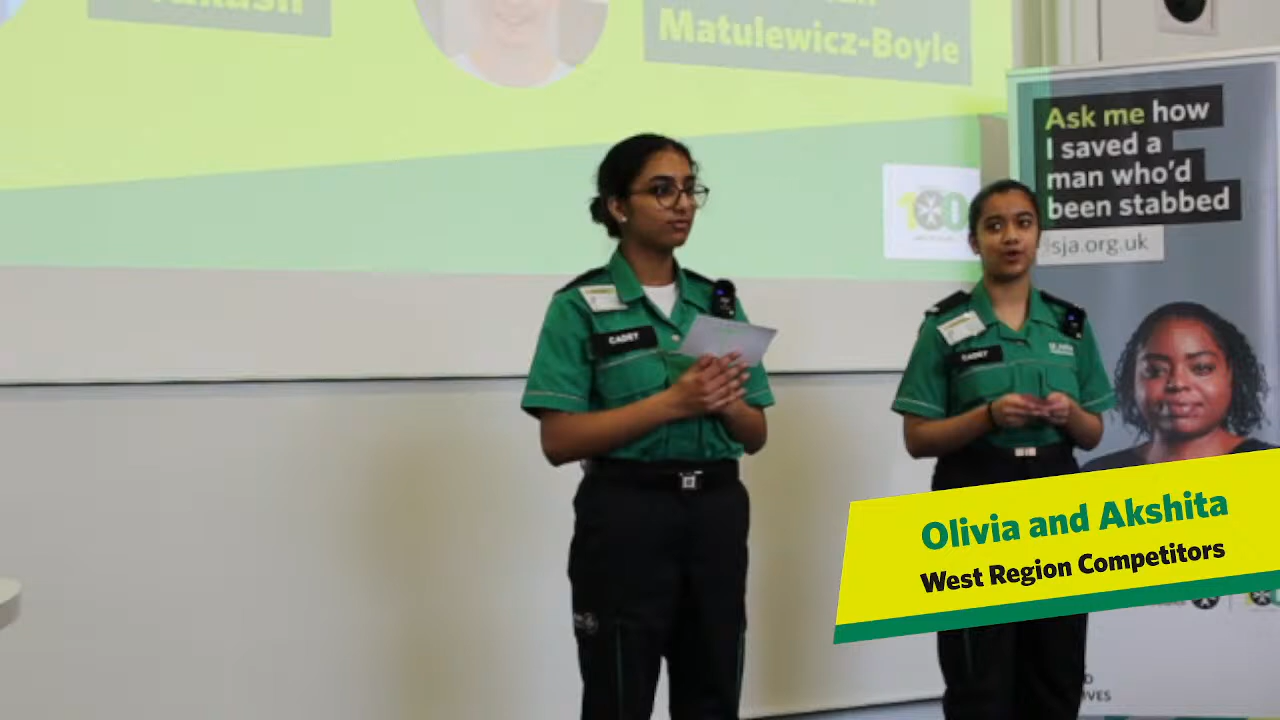 Matulewicz-Boyle
Ask me how
I saved a
man who'd
been stabbed
sja.org.uk
100
CADET
CADET
Olivia and Akshita
West Region Competitors